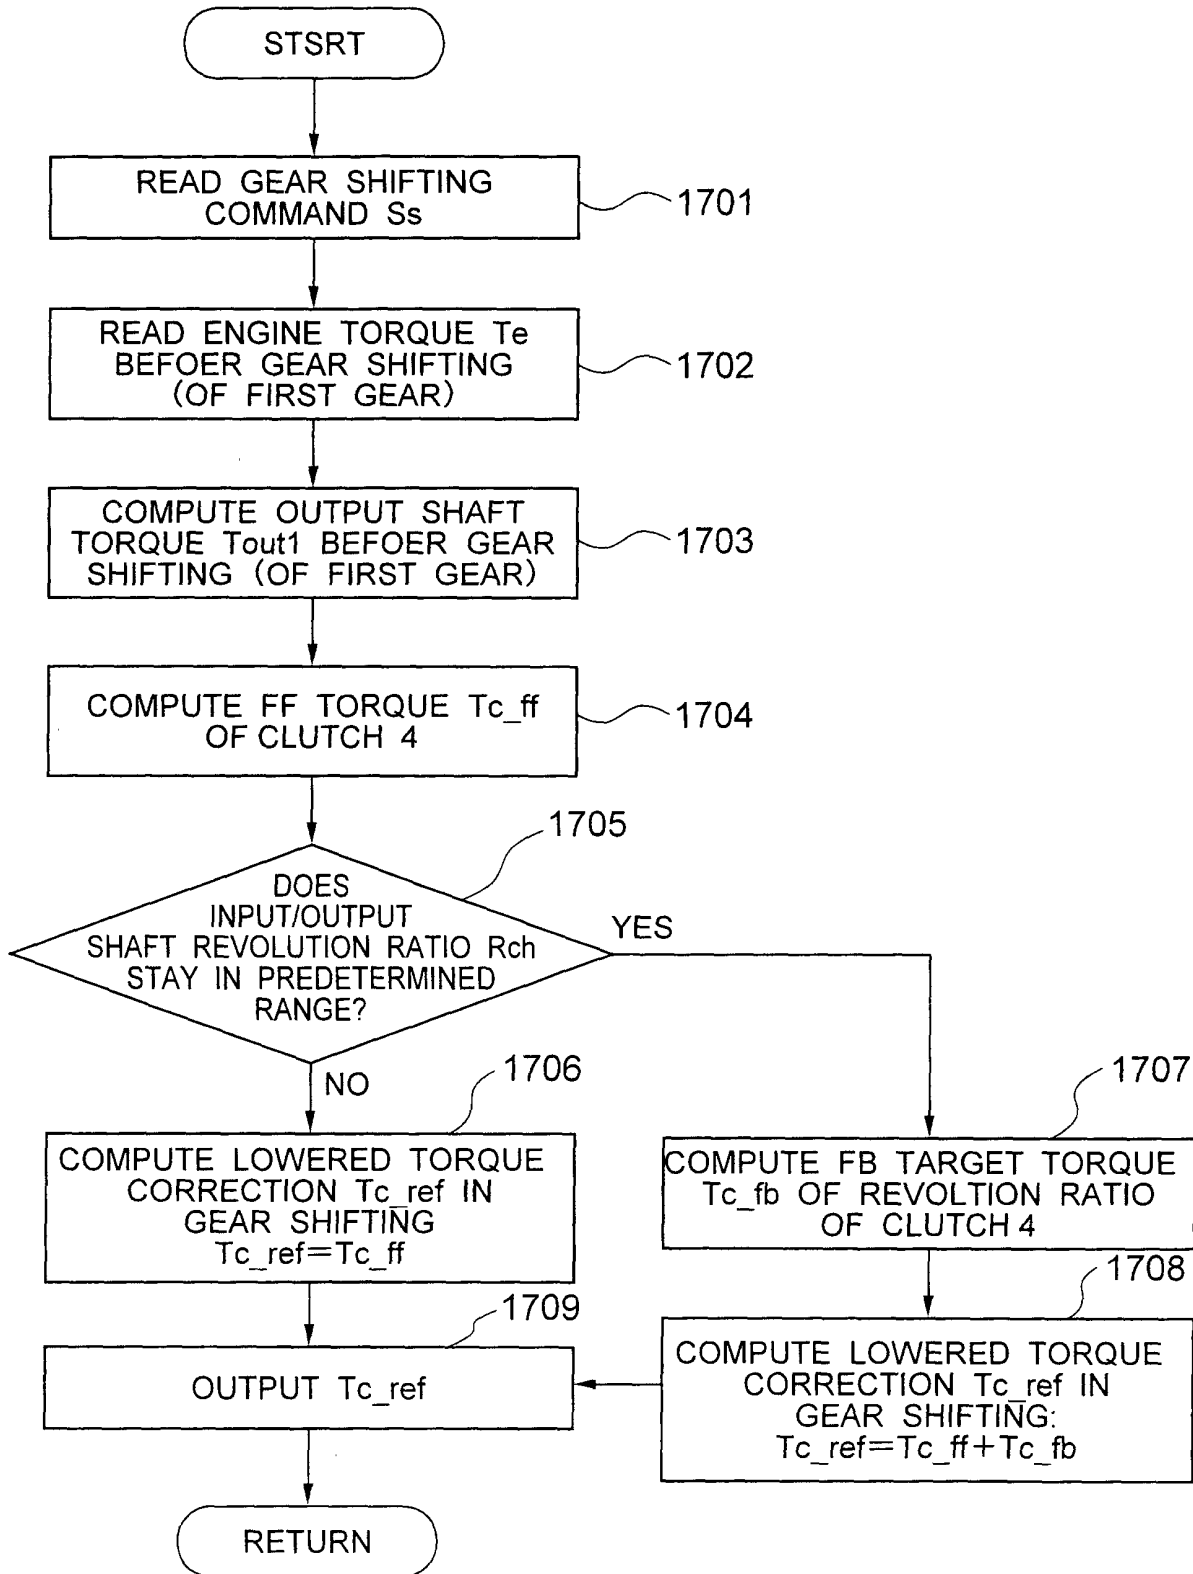 STSRT
READ GEAR SHIFTING
COMMAND Ss
1701
READ ENGINE TORQUE Te
BEFOER GEAR SHIFTING
(OF FIRST GEAR)
1702
COMPUTE OUTPUT SHAFT
TORQUE Tout1 BEFOER GEAR
SHIFTING (OF FIRST GEAR)
1703
COMPUTE FF TORQUE Tc_ff
OF CLUTCH 4
1704
1705
DOES
INPUT/OUTPUT
SHAFT REVOLUTION RATIO Rch
STAY IN PREDETERMINED
RANGE?
YES
NO
1706
COMPUTE LOWERED TORQUE
CORRECTION Tc_ref IN
GEAR SHIFTING
Tc_ref=Tc_ff
1707
COMPUTE FB TARGET TORQUE
Tc_fb OF REVOLTION RATIO
OF CLUTCH 4
1708
COMPUTE LOWERED TORQUE
CORRECTION Tc_ref IN
GEAR SHIFTING:
Tc_ref=Tc_ff+Tc_fb
1709
OUTPUT Tc_ref
RETURN